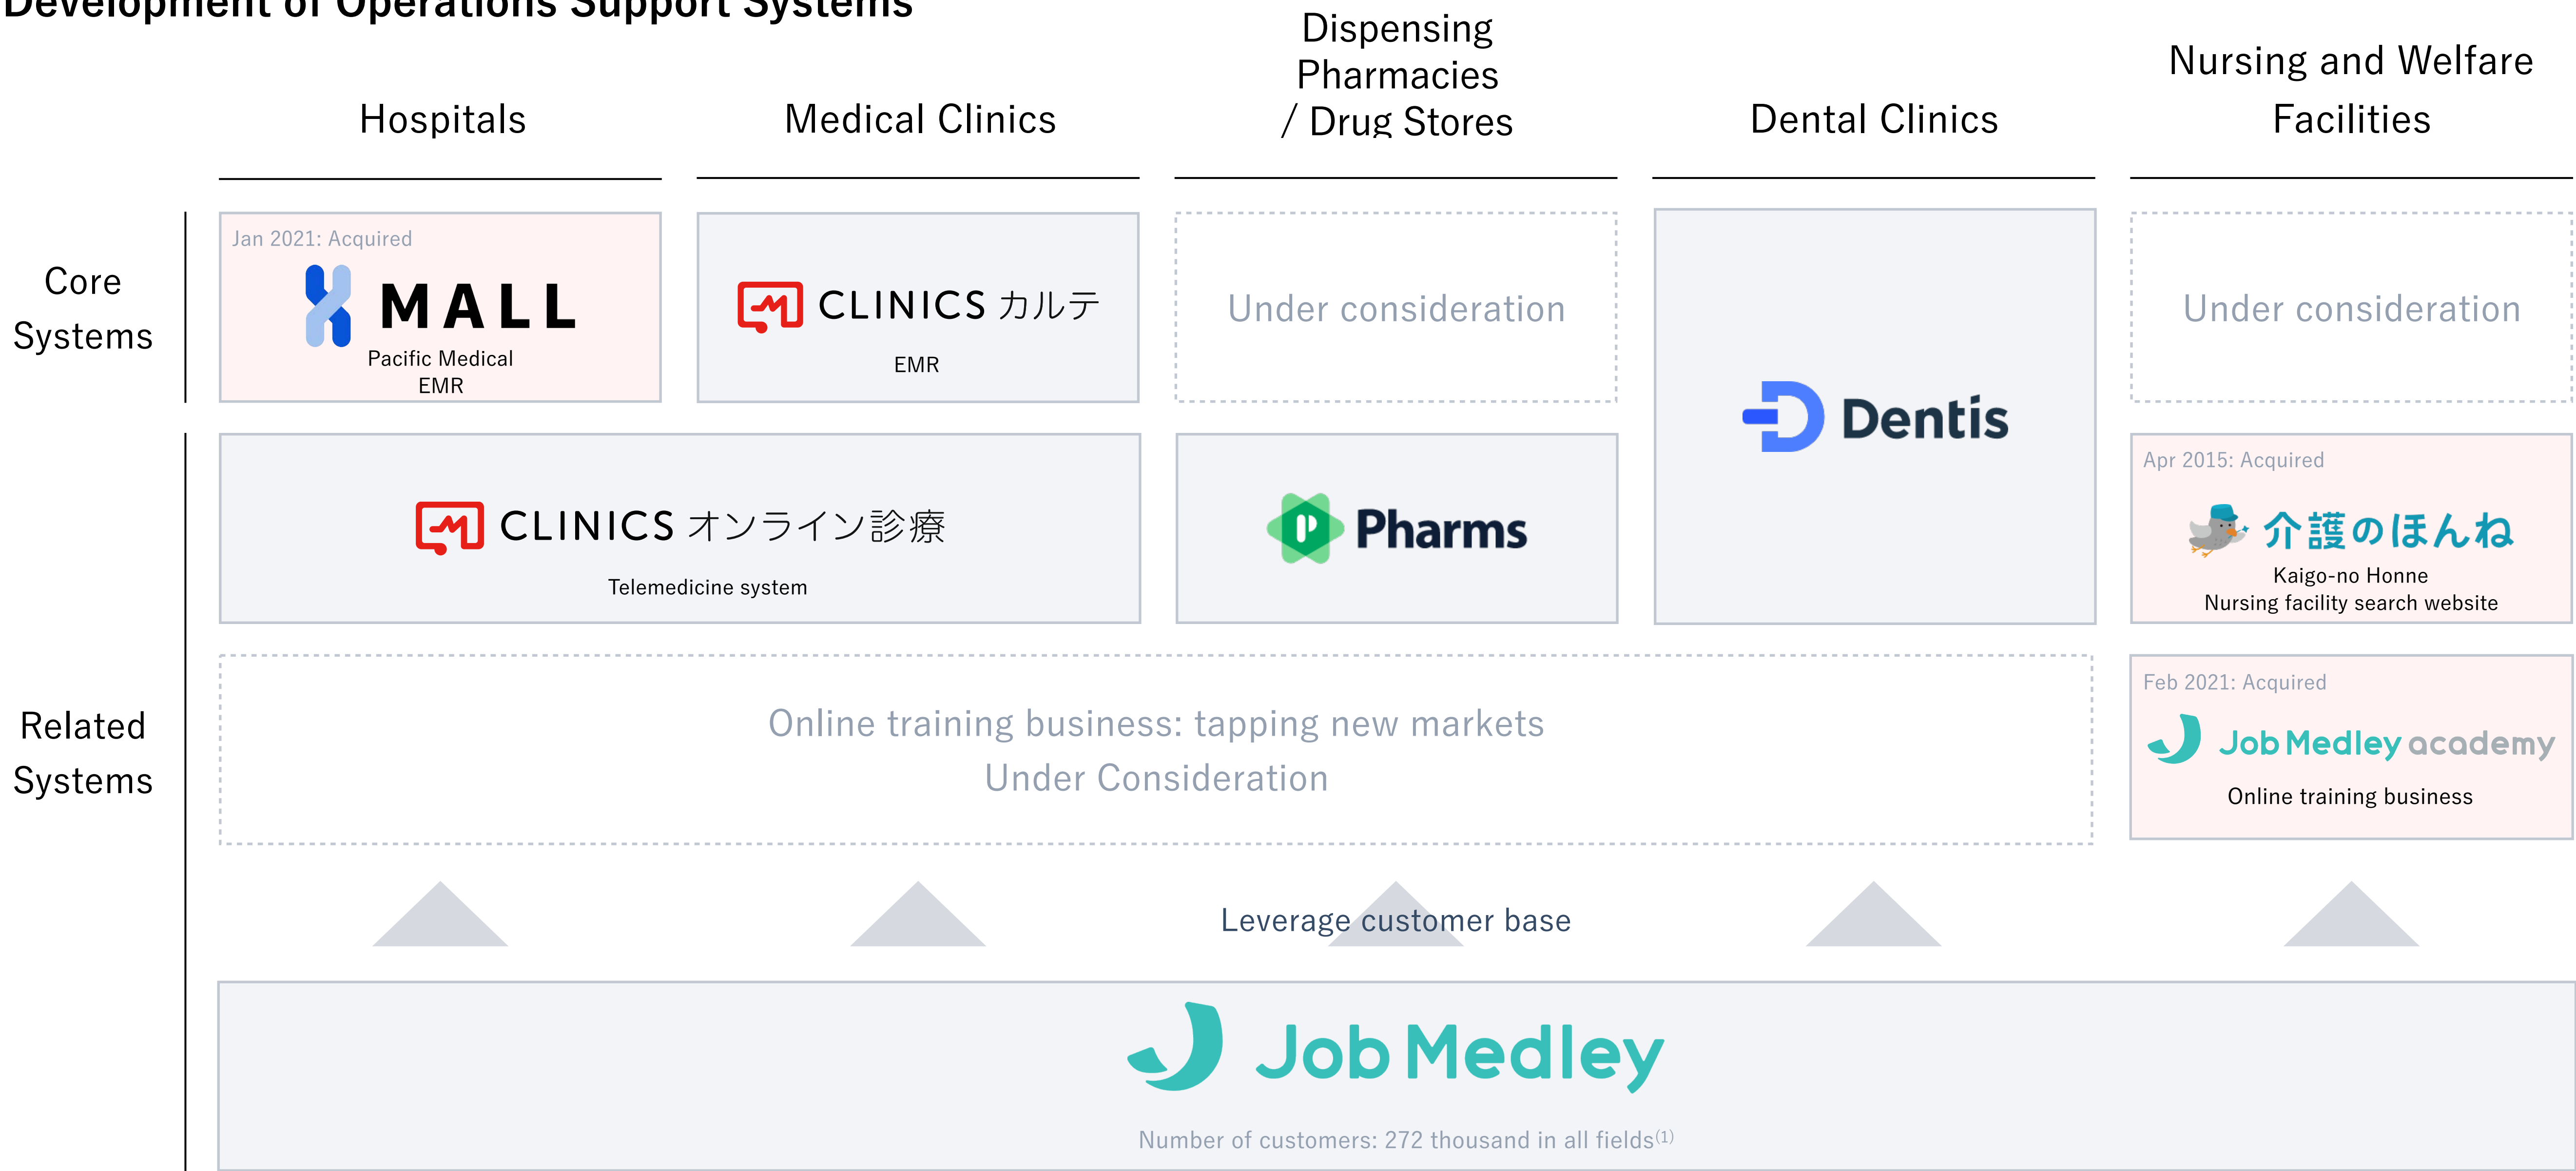 Development of Operations Support Systems
Hospitals
Medical Clinics
Dispensing
Pharmacies
/ Drug Stores
Dental Clinics
Nursing and Welfare
Facilities
Core
Systems
Jan 2021: Acquired
MALL
Pacific Medical
EMR
CLINICS カルテ
EMR
Under consideration
Dentis
Under consideration
Related
Systems
CLINICS オンライン診療
Telemedicine system
Pharms
Apr 2015: Acquired
介護のほんね
Kaigo-no Honne
Nursing facility search website
Online training business: tapping new markets
Under Consideration
Feb 2021: Acquired
Job Medley academy
Online training business
Leverage customer base
Job Medley
Number of customers: 272 thousand in all fields(1)